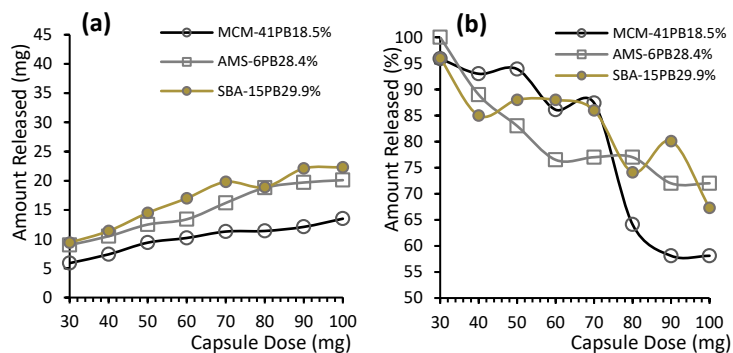 (a)
MCM-41PB18.5%
AMS-6PB28.4%
SBA-15PB29.9%
Amount Released (mg)
45
40
35
30
25
20
15
10
5
0
30 40 50 60 70 80 90 100
Capsule Dose (mg)
(b)
MCM-41PB18.5%
AMS-6PB28.4%
SBA-15PB29.9%
Amount Released (%)
100
95
90
85
80
75
70
65
60
55
50
30 40 50 60 70 80 90 100
Capsule Dose (mg)